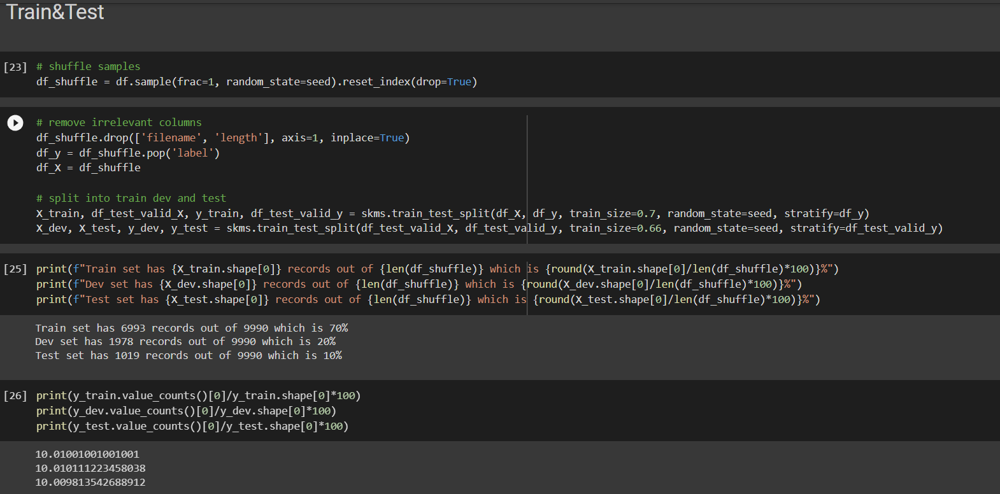 Train&Test
[23] # shuffle samples
df_shuffle = df.sample(frac=1, random_state=seed).reset_index(drop=True)
# remove irrelevant columns
df_shuffle.drop(['filename', 'length'], axis=1, inplace=True)
df_y = df_shuffle.pop('label')
df_X = df_shuffle
# split into train dev and test
X_train, df_test_valid_X, y_train, df_test_valid_y = skms.train_test_split(df_X, df_y, train_size=0.7, random_state=seed, stratify=df_y)
X_dev, X_test, y_dev, y_test = skms.train_test_split(df_test_valid_X, df_test_valid_y, train_size=0.66, random_state=seed, stratify=df_test_valid_y)
[25] print(f"Train set has {X_train.shape[0]} records out of {len(df_shuffle)} which is {round(X_train.shape[0]/len(df_shuffle)*100)}%")
print(f"Dev set has {X_dev.shape[0]} records out of {len(df_shuffle)} which is {round(X_dev.shape[0]/len(df_shuffle)*100)}%")
print(f"Test set has {X_test.shape[0]} records out of {len(df_shuffle)} which is {round(X_test.shape[0]/len(df_shuffle)*100)}%")
Train set has 6993 records out of 9990 which is 70%
Dev set has 1978 records out of 9990 which is 20%
Test set has 1019 records out of 9990 which is 10%
[26] print(y_train.value_counts()[0]/y_train.shape[0]*100)
print(y_dev.value_counts()[0]/y_dev.shape[0]*100)
print(y_test.value_counts()[0]/y_test.shape[0]*100)
10.01001001001001
10.010111223458038
10.009813542688912